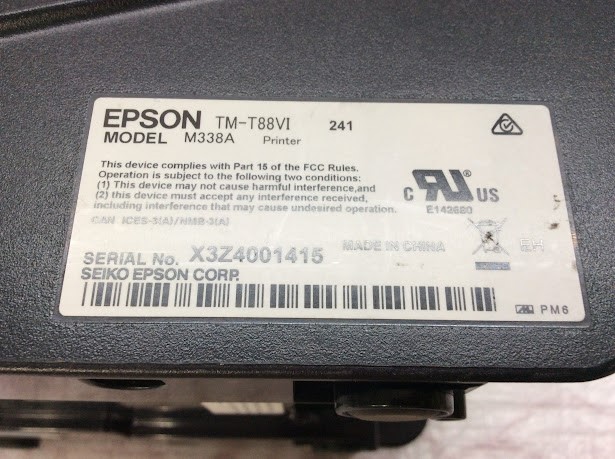 EPSON TM-T88VI 241
MODEL M338A Printer
This device complies with Part 15 of the FCC Rules.
Operation is subject to the following two conditions:
(1) This device may not cause harmful interference,and
(2) this device must accept any interference received,
including interference that may cause undesired operation.
CAN ICES-3(A)/NMB-3(A)
C RU US
E142680
SERIAL No. X3Z4001415 MADE IN CHINA EH
SEIKO EPSON CORP.
PM6